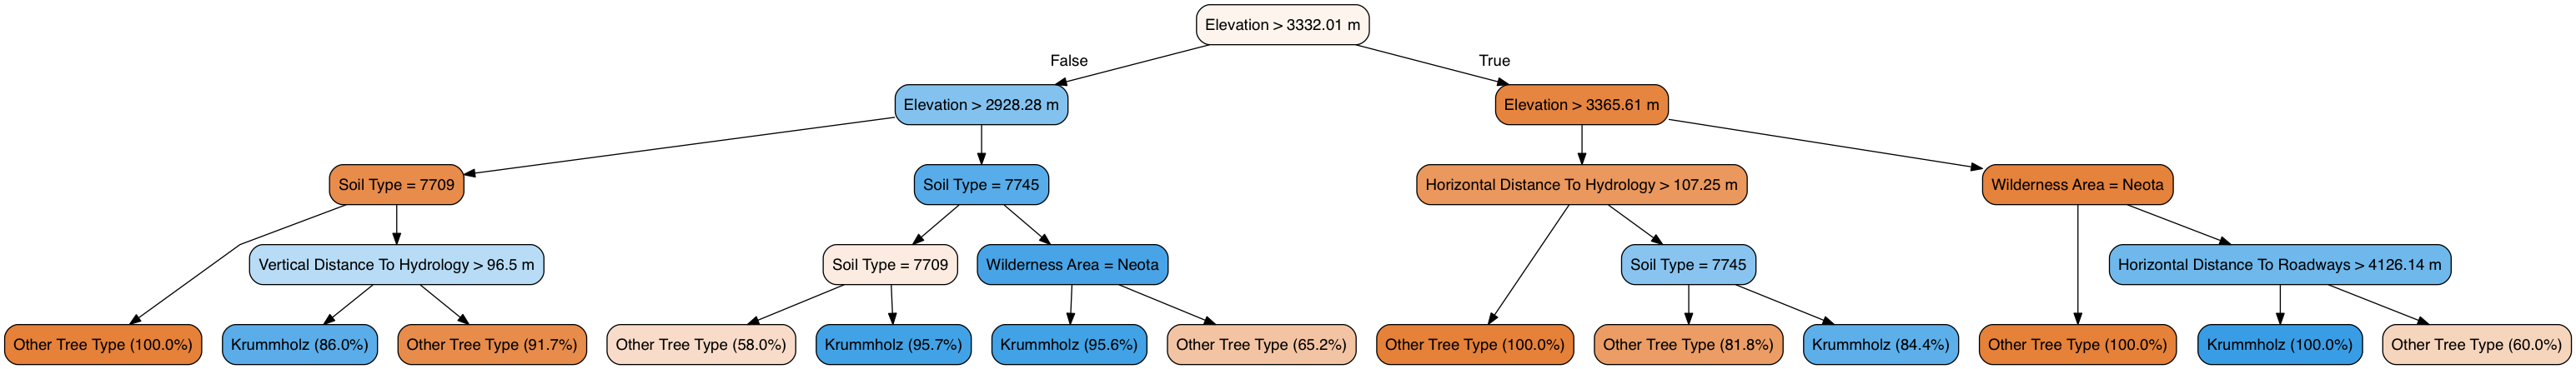 Elevation > 3332.01 m
False
True
Elevation > 2928.28 m
Elevation > 3365.61 m
Soil Type = 7709
Soil Type = 7745
Horizontal Distance To Hydrology > 107.25 m
Wilderness Area = Neota
Vertical Distance To Hydrology > 96.5 m
Soil Type = 7709
Wilderness Area = Neota
Soil Type = 7745
Horizontal Distance To Roadways > 4126.14 m
Other Tree Type (100.0%)
Krummholz (86.0%)
Other Tree Type (91.7%)
Other Tree Type (58.0%)
Krummholz (95.7%)
Krummholz (95.6%)
Other Tree Type (65.2%)
Other Tree Type (100.0%)
Other Tree Type (81.8%)
Krummholz (84.4%)
Other Tree Type (100.0%)
Krummholz (100.0%)
Other Tree Type (60.0%)